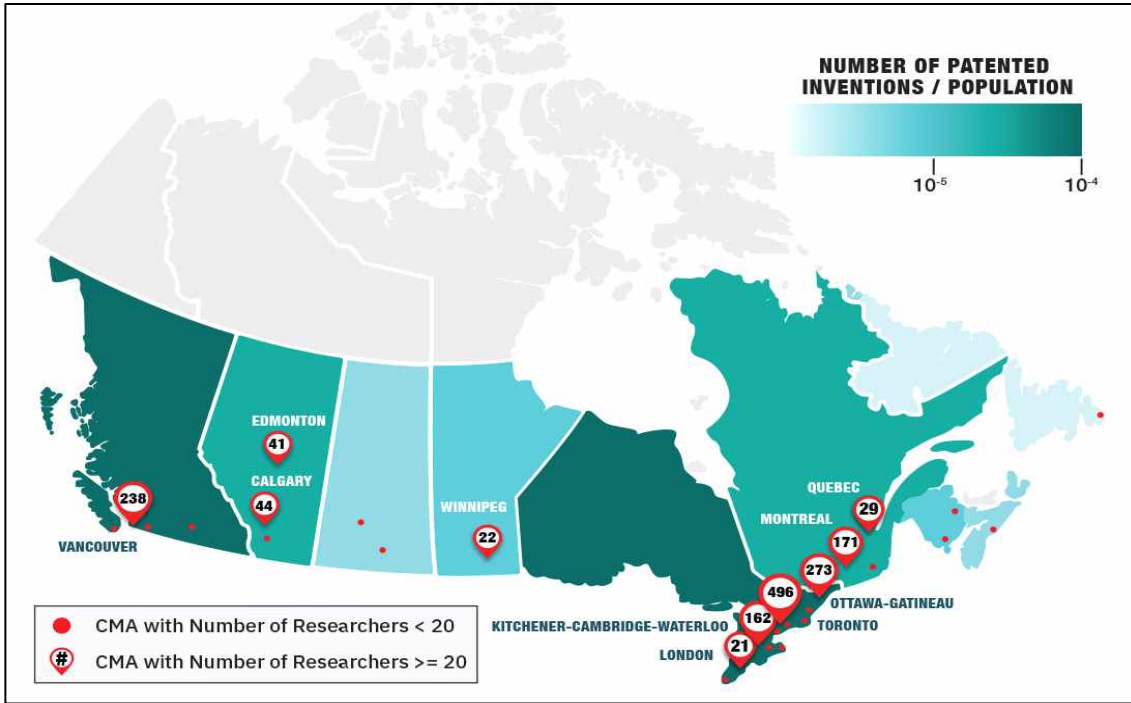 NUMBER OF PATENTED
INVENTIONS / POPULATION
10-5
10-4
EDMONTON
41
CALGARY
44
238
VANCOUVER
WINNIPEG
22
QUEBEC
29
MONTREAL
171
273
496
OTTAWA-GATINEAU
162
KITCHENER-CAMBRIDGE-WATERLOO
TORONTO
21
LONDON
CMA with Number of Researchers < 20
# CMA with Number of Researchers >= 20